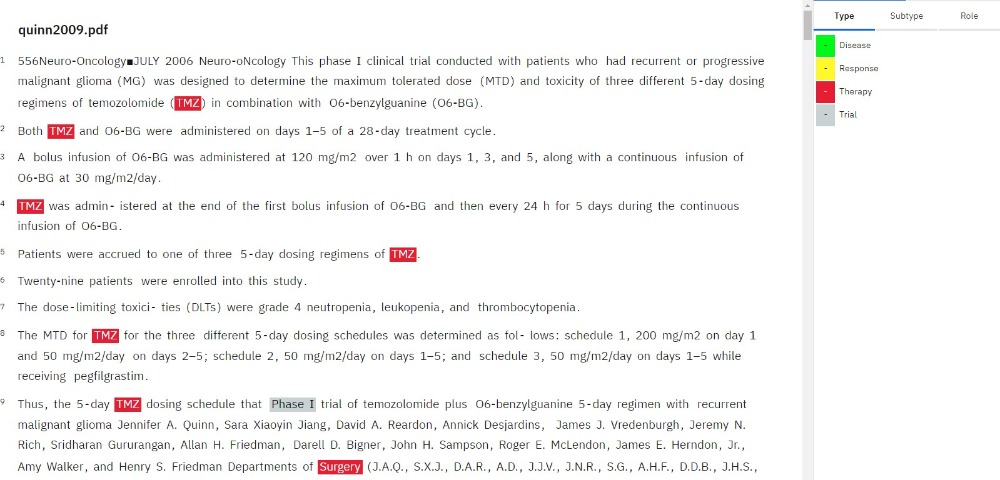 quinn2009.pdf
1 556Neuro-Oncology■JULY 2006 Neuro-oNcology This phase I clinical trial conducted with patients who had recurrent or progressive
malignant glioma (MG) was designed to determine the maximum tolerated dose (MTD) and toxicity of three different 5-day dosing
regimens of temozolomide (TMZ) in combination with O6-benzylguanine (O6-BG).
2 Both TMZ and O6-BG were administered on days 1–5 of a 28-day treatment cycle.
3 A bolus infusion of O6-BG was administered at 120 mg/m2 over 1 h on days 1, 3, and 5, along with a continuous infusion of
O6-BG at 30 mg/m2/day.
4 TMZ was admin- istered at the end of the first bolus infusion of O6-BG and then every 24 h for 5 days during the continuous
infusion of O6-BG.
5 Patients were accrued to one of three 5-day dosing regimens of TMZ.
6 Twenty-nine patients were enrolled into this study.
7 The dose-limiting toxici- ties (DLTs) were grade 4 neutropenia, leukopenia, and thrombocytopenia.
8 The MTD for TMZ for the three different 5-day dosing schedules was determined as fol- lows: schedule 1, 200 mg/m2 on day 1
and 50 mg/m2/day on days 2–5; schedule 2, 50 mg/m2/day on days 1–5; and schedule 3, 50 mg/m2/day on days 1–5 while
receiving pegfilgrastim.
9 Thus, the 5-day TMZ dosing schedule that Phase I trial of temozolomide plus O6-benzylguanine 5-day regimen with recurrent
malignant glioma Jennifer A. Quinn, Sara Xiaoyin Jiang, David A. Reardon, Annick Desjardins, James J. Vredenburgh, Jeremy N.
Rich, Sridharan Gururangan, Allan H. Friedman, Darell D. Bigner, John H. Sampson, Roger E. McLendon, James E. Herndon, Jr.,
Amy Walker, and Henry S. Friedman Departments of Surgery (J.A.Q., S.X.J., D.A.R., A.D., J.J.V., J.N.R., S.G., A.H.F., D.D.B., J.H.S.,
Type Subtype Role
- Disease
- Response
- Therapy
- Trial